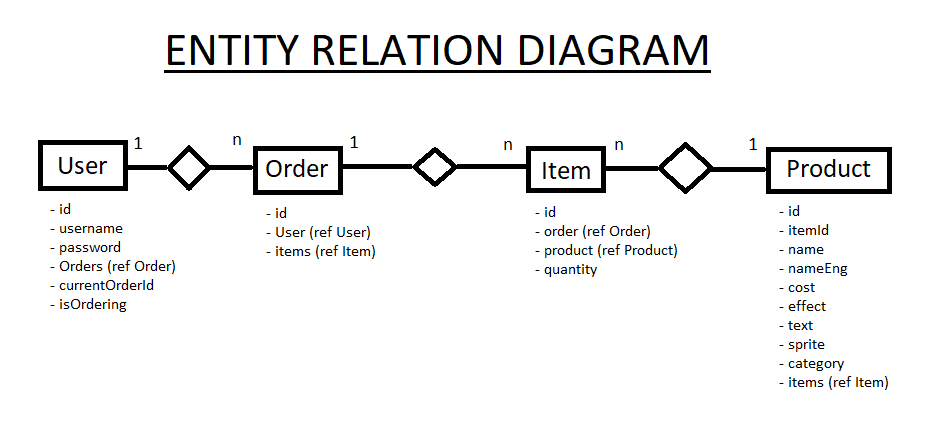 ENTITY RELATION DIAGRAM
1 n 1 n n 1
User Order Item Product
- id
- username
- password
- Orders (ref Order)
- currentOrderId
- isOrdering
- id
- User (ref User)
- items (ref Item)
- id
- order (ref Order)
- product (ref Product)
- quantity
- id
- itemId
- name
- nameEng
- cost
- effect
- text
- sprite
- category
- items (ref Item)